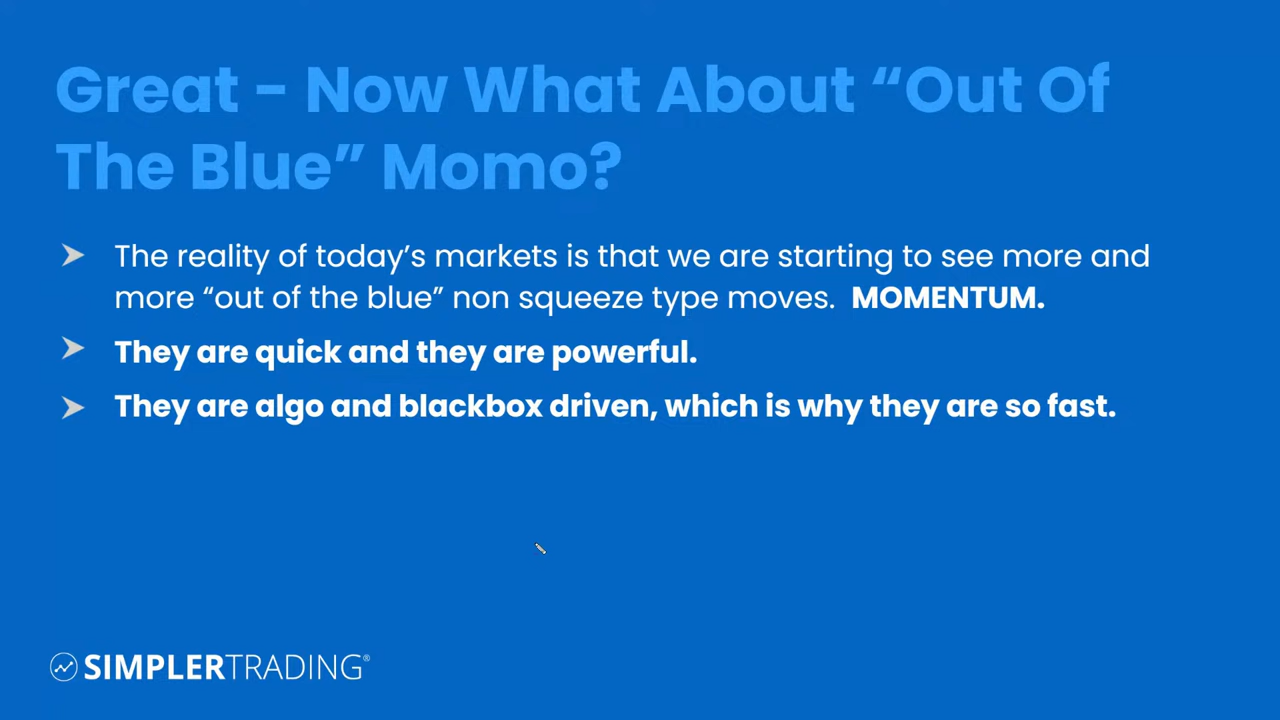 Great - Now What About “Out Of
The Blue” Momo?
The reality of today’s markets is that we are starting to see more and
more “out of the blue” non squeeze type moves.  MOMENTUM.
They are quick and they are powerful.
They are algo and blackbox driven, which is why they are so fast.
SIMPLERTRADING®